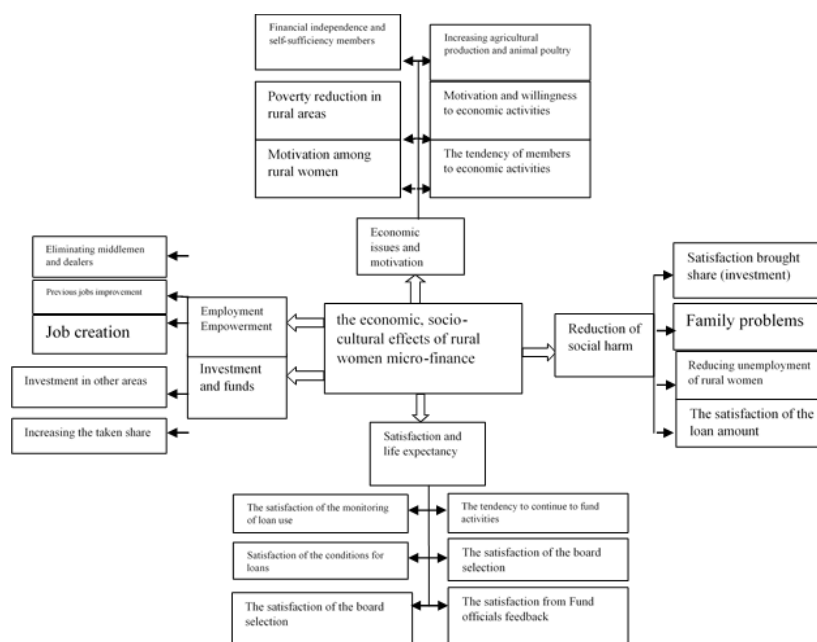 Financial independence and
self-sufficiency members
Increasing agricultural
production and animal poultry
Poverty reduction in
rural areas
Motivation and willingness
to economic activities
Motivation among
rural women
The tendency of members
to economic activities
Economic
issues and
motivation
Eliminating middlemen
and dealers
Previous jobs improvement
Job creation
Employment
Empowerment
Investment
and funds
Investment in other areas
Increasing the taken share
the economic, socio-
cultural effects of rural
women micro-finance
Reduction of
social harm
Satisfaction brought
share (investment)
Family problems
Reducing unemployment
of rural women
The satisfaction of the
loan amount
Satisfaction and
life expectancy
The satisfaction of the monitoring
of loan use
The tendency to continue to fund
activities
Satisfaction of the conditions for
loans
The satisfaction of the board
selection
The satisfaction of the board
selection
The satisfaction from Fund
officials feedback